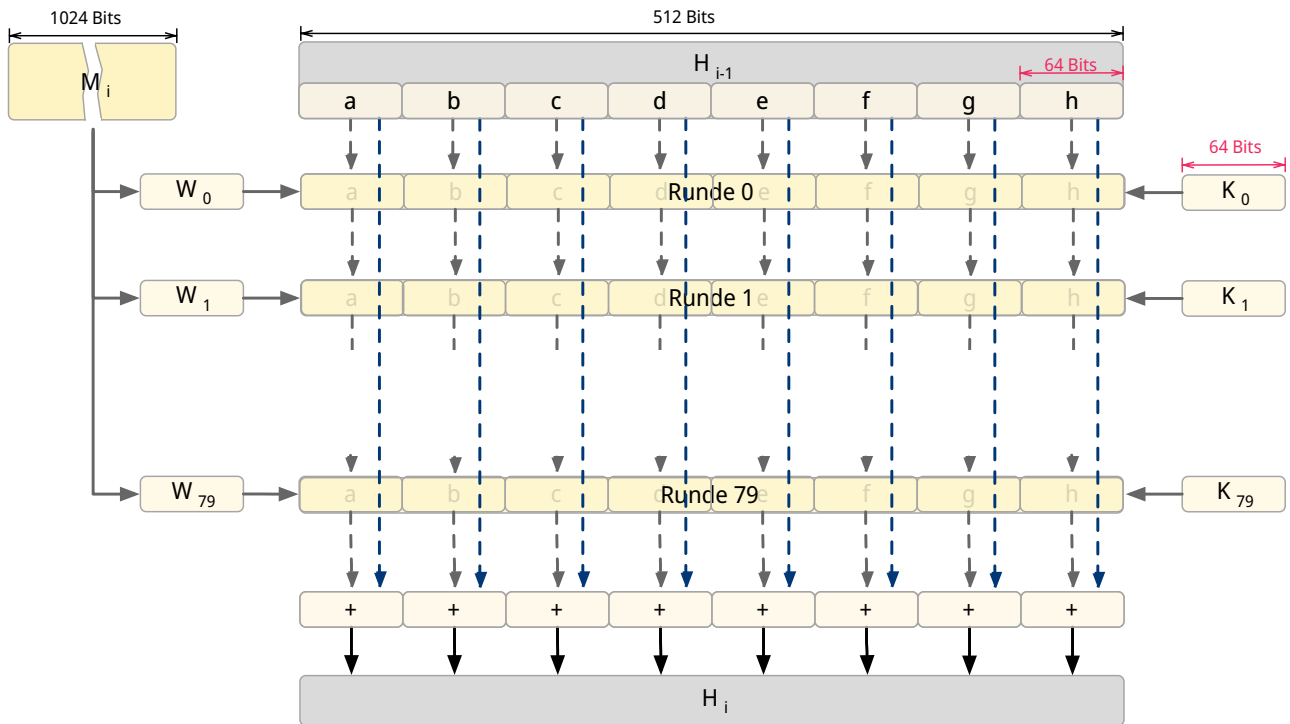 1024 Bits
512 Bits
M i
H i-1
64 Bits
a b c d e f g h
64 Bits
W 0
a b c d e f g h
Runde 0
K 0
W 1
a b c d e f g h
Runde 1
K 1
W 79
a b c d e f g h
Runde 79
K 79
+ + + + + + + +
H i